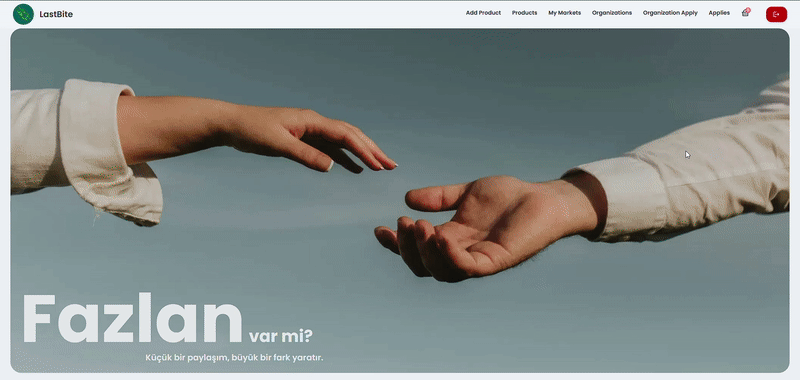 LastBite
Add Product
Products
My Markets
Organizations
Organization Apply
Applies
Fazlan var mi?
Küçük bir paylaşım, büyük bir fark yaratır.